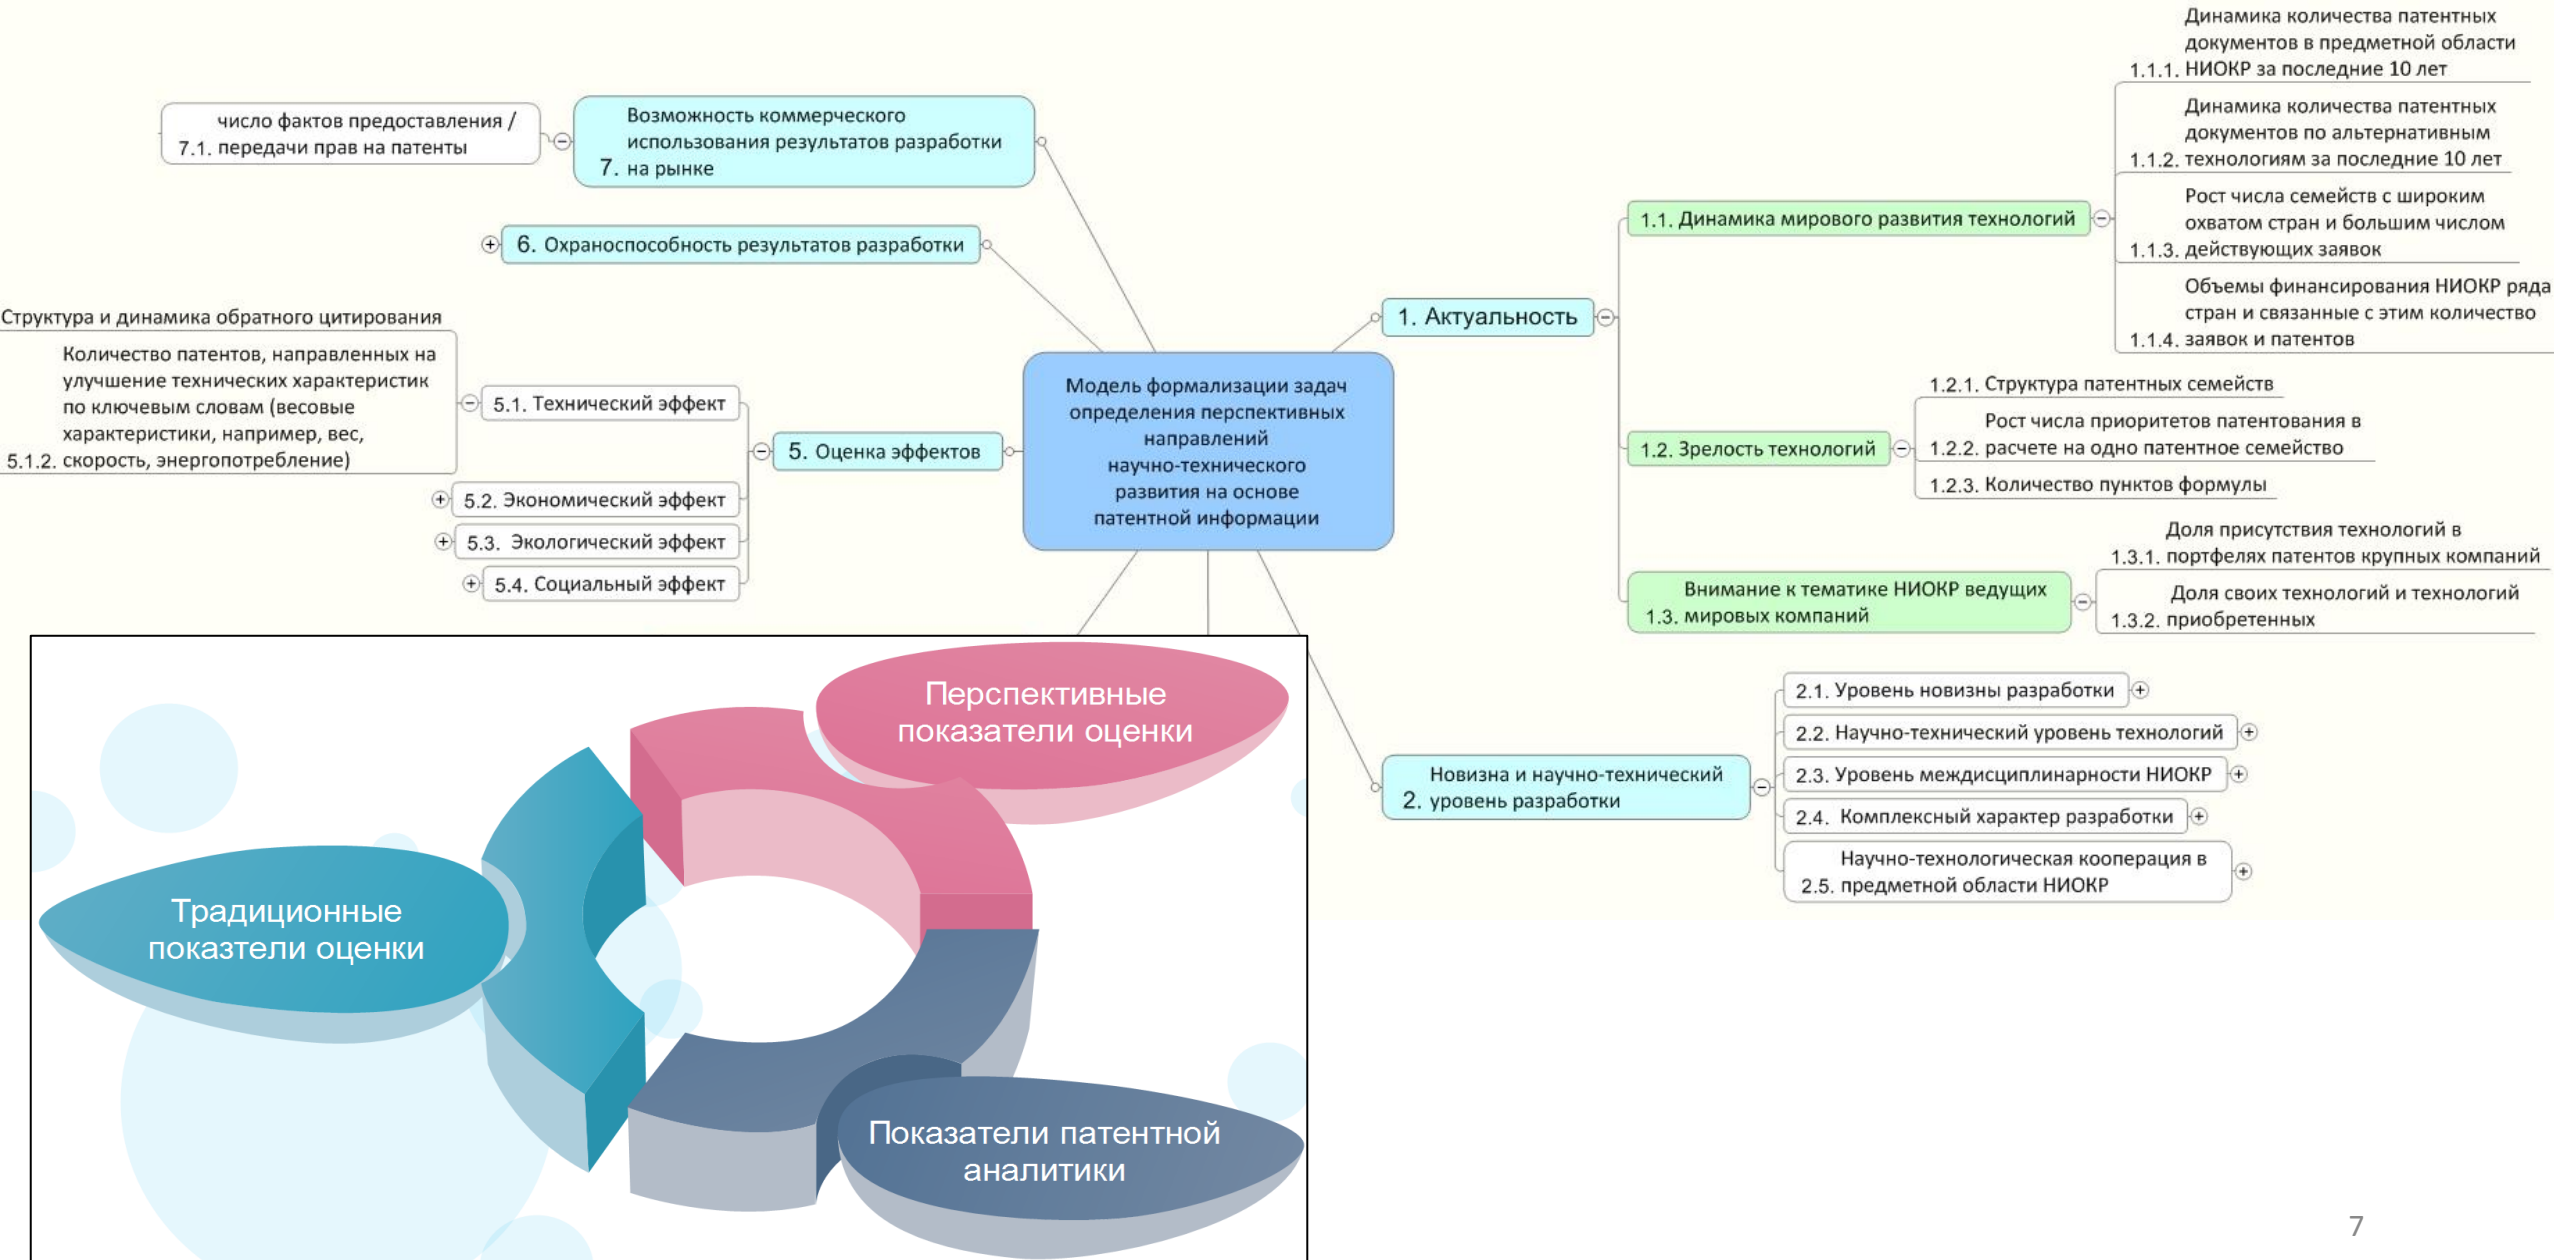 Модель формализации задач
определения перспективных
направлений
научно-технического
развития на основе
патентной информации
1. Актуальность
1.1. Динамика мирового развития технологий
Динамика количества патентных
документов в предметной области
1.1.1. НИОКР за последние 10 лет
Динамика количества патентных
документов по альтернативным
1.1.2. технологиям за последние 10 лет
Рост числа семейств с широким
охватом стран и большим числом
1.1.3. действующих заявок
Объемы финансирования НИОКР ряда
стран и связанные с этим количество
1.1.4. заявок и патентов
1.2. Зрелость технологий
1.2.1. Структура патентных семейств
Рост числа приоритетов патентования в
1.2.2. расчете на одно патентное семейство
1.2.3. Количество пунктов формулы
Внимание к тематике НИОКР ведущих
1.3. мировых компаний
Доля присутствия технологий в
1.3.1. портфелях патентов крупных компаний
Доля своих технологий и технологий
1.3.2. приобретенных
Новизна и научно-технический
2. уровень разработки
2.1. Уровень новизны разработки
2.2. Научно-технический уровень технологий
2.3. Уровень междисциплинарности НИОКР
2.4. Комплексный характер разработки
Научно-технологическая кооперация в
2.5. предметной области НИОКР
5. Оценка эффектов
5.1. Технический эффект
Структура и динамика обратного цитирования
Количество патентов, направленных на
улучшение технических характеристик
по ключевым словам (весовые
характеристики, например, вес,
5.1.2. скорость, энергопотребление)
5.2. Экономический эффект
5.3. Экологический эффект
5.4. Социальный эффект
6. Охраноспособность результатов разработки
Возможность коммерческого
использования результатов разработки
7. на рынке
число фактов предоставления /
7.1. передачи прав на патенты
Перспективные
показатели оценки
Традиционные
показтели оценки
Показатели патентной
аналитики
7